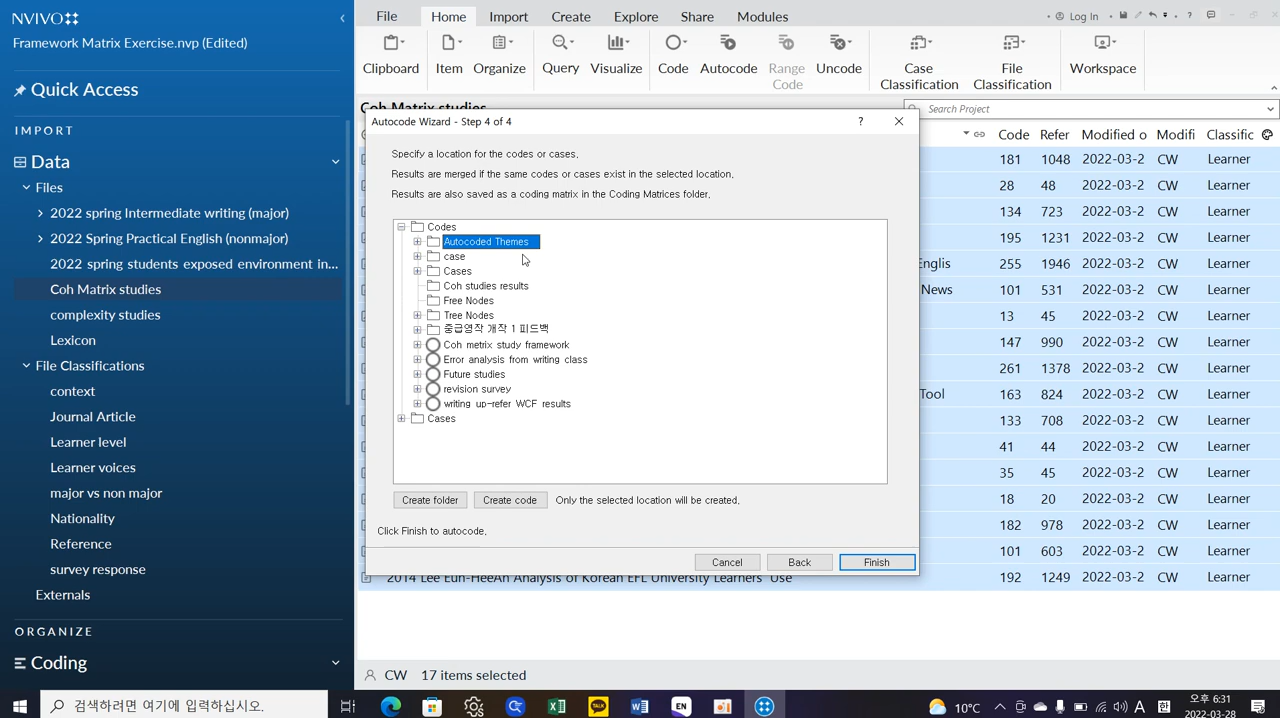 NVIVO
Framework Matrix Exercise.nvp (Edited)
Quick Access
IMPORT
Data
Files
2022 spring Intermediate writing (major)
2022 Spring Practical English (nonmajor)
2022 spring students exposed environment in...
Coh Matrix studies
complexity studies
Lexicon
File Classifications
context
Journal Article
Learner level
Learner voices
major vs non major
Nationality
Reference
survey response
Externals
ORGANIZE
Coding
File Home Import Create Explore Share Modules
Log In
Clipboard Item Organize Query Visualize Code Autocode Range Code Uncode Case Classification File Classification Workspace
Coh Matrix studies
Search Project
Code Refer Modified o Modifi Classific
181 1048 2022-03-2 CW Learner
28 48 2022-03-2 CW Learner
134 723 2022-03-2 CW Learner
195 1231 2022-03-2 CW Learner
Englis 255 1946 2022-03-2 CW Learner
News 101 531 2022-03-2 CW Learner
13 45 2022-03-2 CW Learner
147 990 2022-03-2 CW Learner
261 1378 2022-03-2 CW Learner
Tool 163 824 2022-03-2 CW Learner
133 708 2022-03-2 CW Learner
41 44 2022-03-2 CW Learner
35 45 2022-03-2 CW Learner
18 20 2022-03-2 CW Learner
182 978 2022-03-2 CW Learner
101 603 2022-03-2 CW Learner
2014 Lee Eun-HeeAn Analysis of Korean EFL University Learners' Use 192 1249 2022-03-2 CW Learner
Autocode Wizard - Step 4 of 4
Specify a location for the codes or cases.
Results are merged if the same codes or cases exist in the selected location.
Results are also saved as a coding matrix in the Coding Matrices folder.
Codes
Autocoded Themes
case
Cases
Coh studies results
Free Nodes
Tree Nodes
중급영작 개작 1 피드백
Coh metrix study framework
Error analysis from writing class
Future studies
revision survey
writing up-refer WCF results
Cases
Create folder Create code Only the selected location will be created.
Click Finish to autocode.
Cancel Back Finish
CW 17 items selected
검색하려면 여기에 입력하십시오.
TALK
EN
10°C
A
한
오후 6:31
2022-03-28